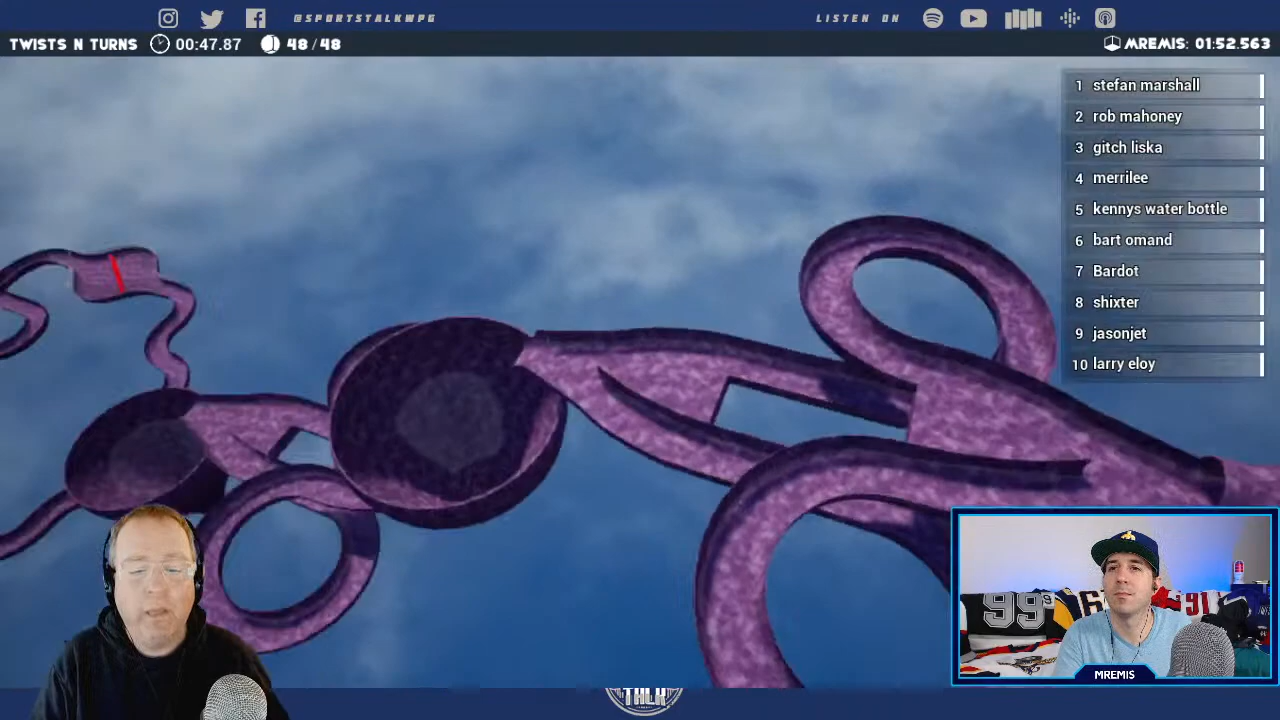 @SPORTSTALKWPG
LISTEN ON
TWISTS N TURNS 00:47.87 48/48
MREMIS: 01:52.563
1 stefan marshall
2 rob mahoney
3 gitch liska
4 merrilee
5 kennys water bottle
6 bart omand
7 Bardot
8 shixter
9 jasonjet
10 larry eloy
99
MREMIS
TALK